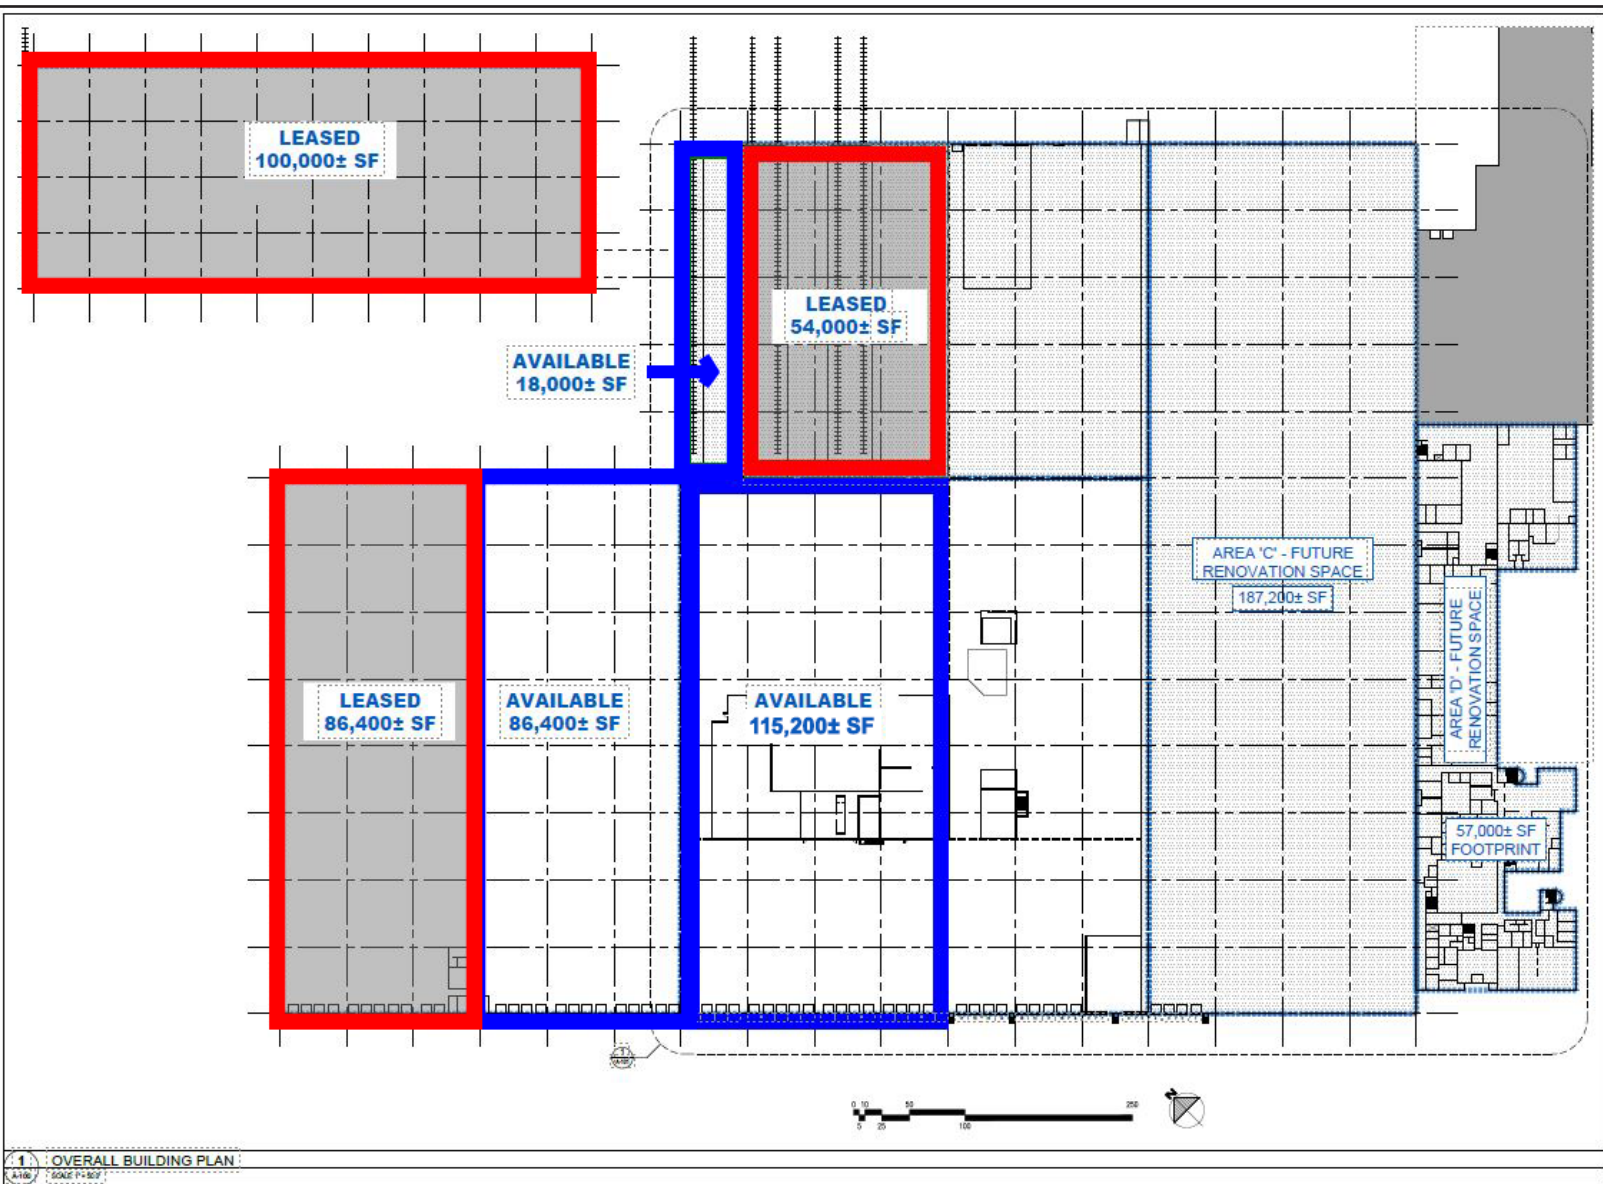 LEASED
100,000± SF
LEASED
54,000± SF
AVAILABLE
18,000± SF
AREA 'C' - FUTURE
RENOVATION SPACE
187,200± SF
AREA 'D' - FUTURE
RENOVATION SPACE
LEASED
86,400± SF
AVAILABLE
86,400± SF
AVAILABLE
115,200± SF
57,000± SF
FOOTPRINT
1
0 10 50 250
5 25 100
1 OVERALL BUILDING PLAN
A-100